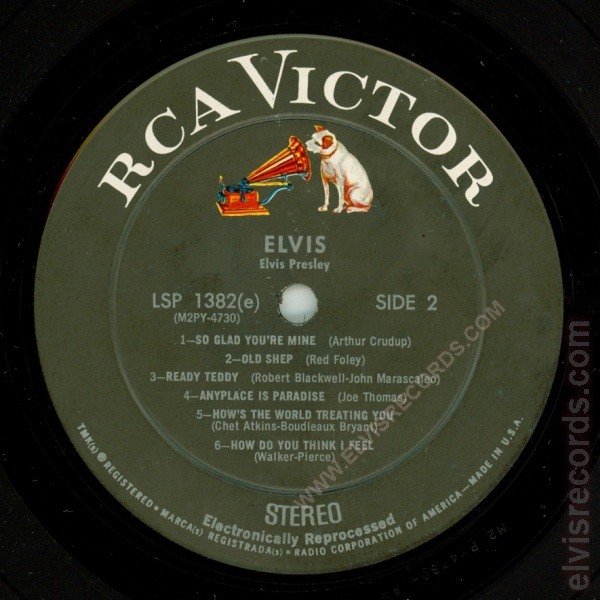 RCA VICTOR
ELVIS
Elvis Presley
LSP 1382(e) SIDE 2
(M2PY-4730)
1—SO GLAD YOU'RE MINE (Arthur Crudup)
2—OLD SHEP (Red Foley)
3—READY TEDDY (Robert Blackwell-John Marascalco)
4—ANYPLACE IS PARADISE (Joe Thomas)
5—HOW'S THE WORLD TREATING YOU
(Chet Atkins-Boudleaux Bryant)
6—HOW DO YOU THINK I FEEL
(Walker-Pierce)
STEREO
Electronically Reprocessed
TMK(s) ® REGISTERED • MARCA(s) REGISTRADA(s) • RADIO CORPORATION OF AMERICA—MADE IN U.S.A.
WWW.ELVISRECORDS.COM
elvisrecords.com